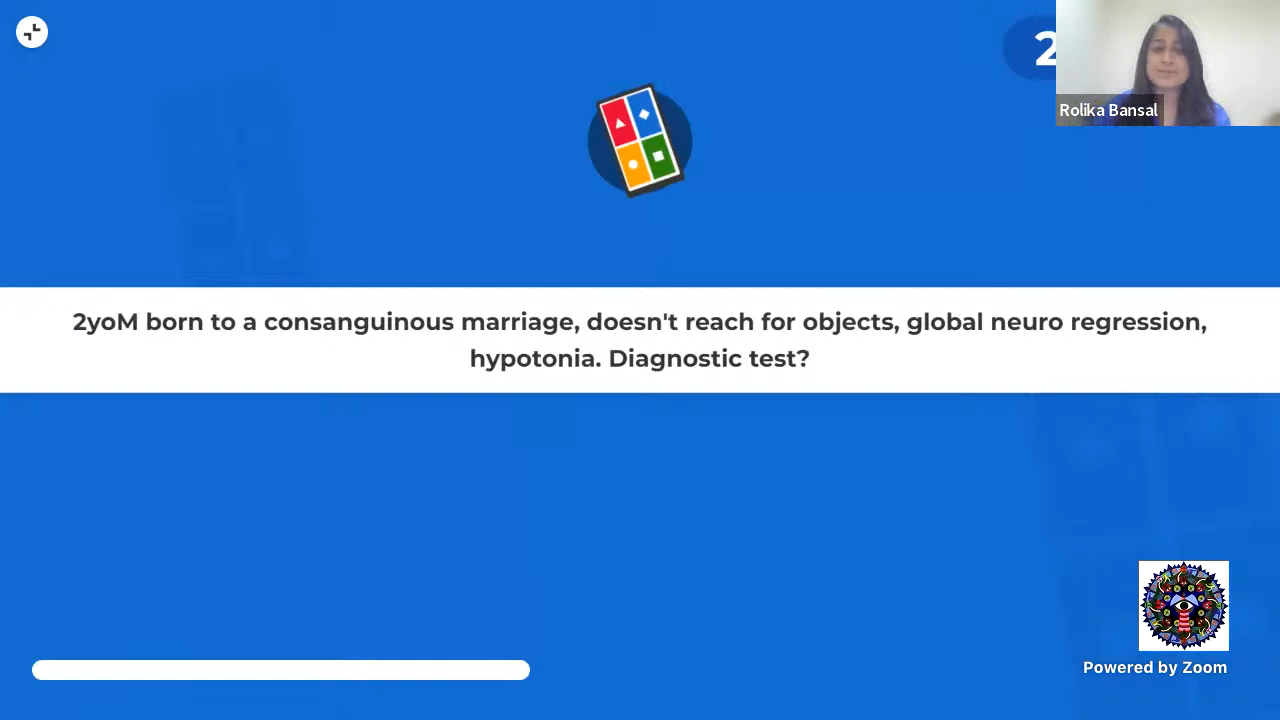 2
Rolika Bansal
2yoM born to a consanguinous marriage, doesn't reach for objects, global neuro regression,
hypotonia. Diagnostic test?
Powered by Zoom